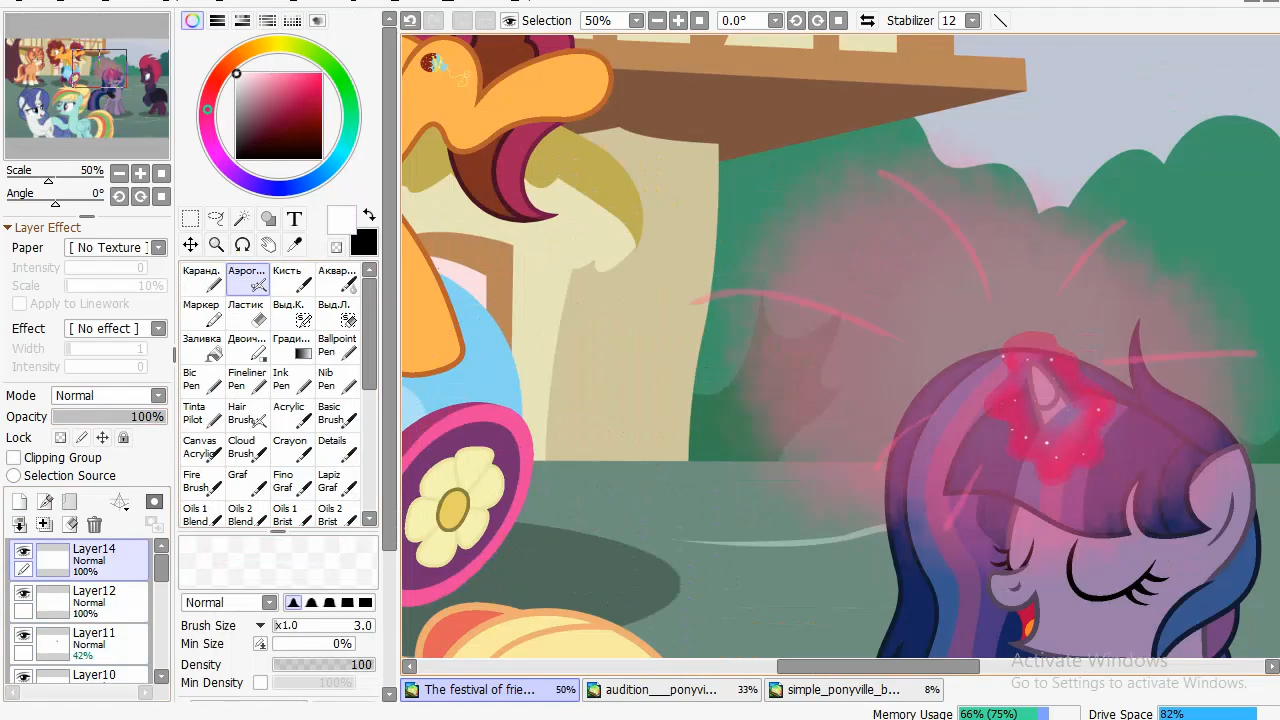 Selection 50% 0.0° Stabilizer 12
Scale 50%
Angle 0°
Layer Effect
Paper [ No Texture ]
Intensity 0
Scale 10%
Apply to Linework
Effect [ No effect ]
Width 1
Intensity 0
Mode Normal
Opacity 100%
Lock
Clipping Group
Selection Source
Layer14
Normal
100%
Layer12
Normal
100%
Layer11
Normal
42%
Layer10
T
Каранд. Аэрог... Кисть Аквар...
Маркер Ластик Выд.К. Выд.Л.
Заливка Двоич... Гради... Ballpoint Pen
Bic Pen Fineliner Pen Ink Pen Nib Pen
Tinta Pilot Hair Brush Acrylic Basic Brush
Canvas Acrylic Cloud Brush Crayon Details
Fire Brush Graf Fino Graf Lapiz Graf
Oils 1 Blend Oils 2 Blend Oils 1 Brist Oils 2 Brist
Normal
Brush Size x1.0 3.0
Min Size 0%
Density 100
Min Density 100%
Activate Windows
Go to Settings to activate Windows.
The festival of frie... 50% audition____ponyvi... 33% simple_ponyville_b... 8%
Memory Usage 66% (75%) Drive Space 82%